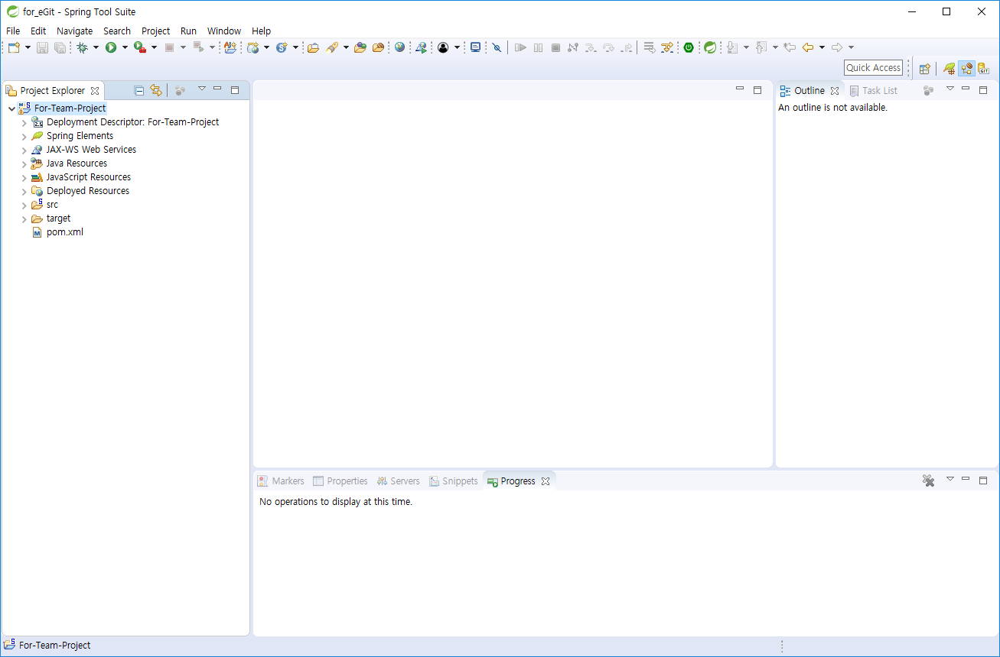 for_eGit - Spring Tool Suite
File Edit Navigate Search Project Run Window Help
Quick Access
GIT
Project Explorer
For-Team-Project
Deployment Descriptor: For-Team-Project
Spring Elements
JAX-WS Web Services
Java Resources
JavaScript Resources
Deployed Resources
src
target
pom.xml
Outline Task List
An outline is not available.
Markers Properties Servers Snippets Progress
No operations to display at this time.
For-Team-Project